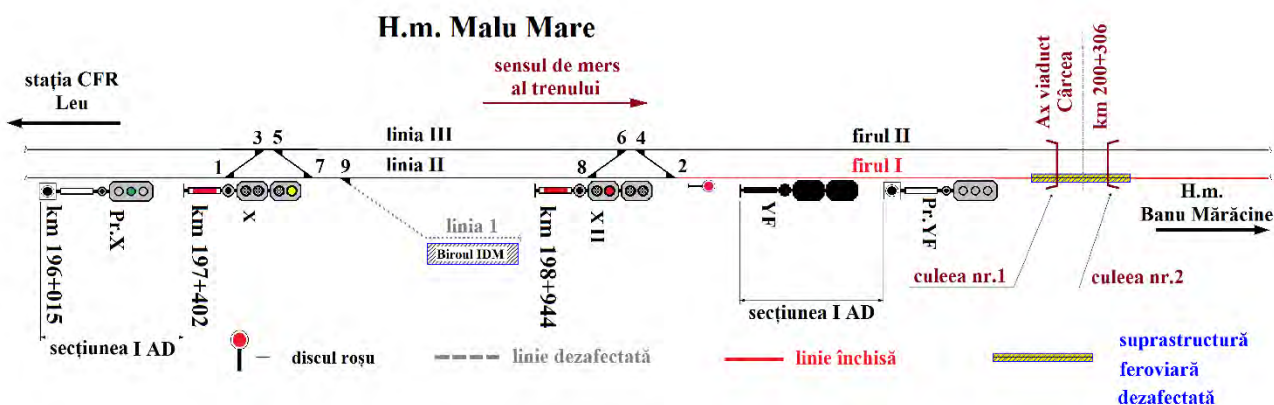 H.m. Malu Mare
stația CFR
Leu
sensul de mers
al trenului
Ax viaduct
Cârcea
km 200+306
3 5
linia III
6 4
firul II
1
7
9
linia II
8
2
firul I
km 196+015
Pr.X
km 197+402
X
linia 1
Biroul IDM
km 198+944
X II
YF
Pr.YF
H.m.
Banu Mărăcine
culeea nr.1
culeea nr.2
secțiunea I AD
secțiunea I AD
discul roșu
linie dezafectată
linie închisă
suprastructură
feroviară
dezafectată